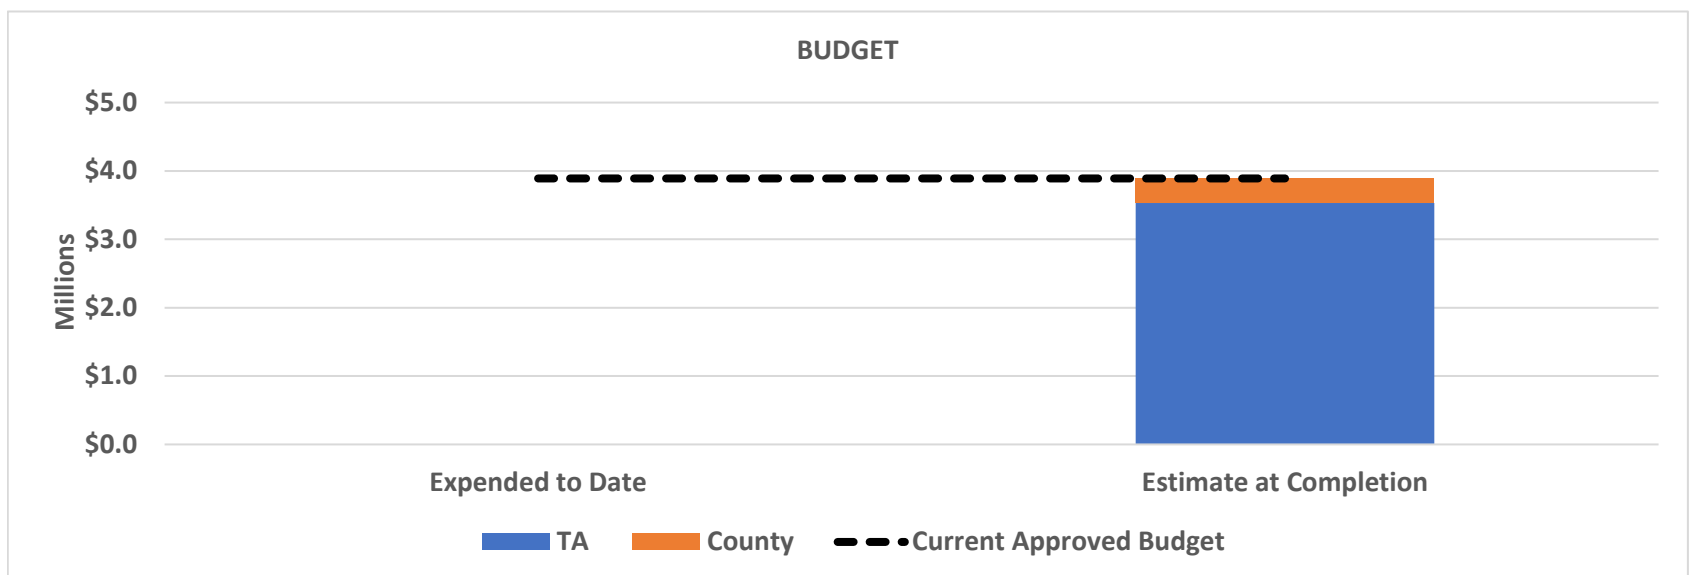 BUDGET
$5.0
$4.0
$3.0
$2.0
$1.0
$0.0
Millions
Expended to Date
Estimate at Completion
TA
County
Current Approved Budget